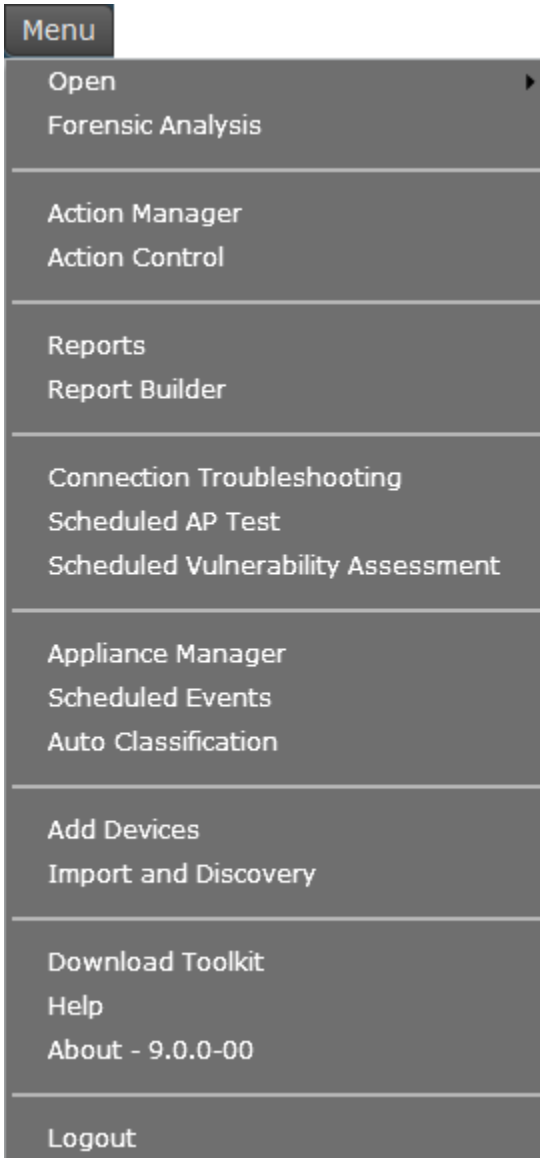 Menu
Open
Forensic Analysis
Action Manager
Action Control
Reports
Report Builder
Connection Troubleshooting
Scheduled AP Test
Scheduled Vulnerability Assessment
Appliance Manager
Scheduled Events
Auto Classification
Add Devices
Import and Discovery
Download Toolkit
Help
About - 9.0.0-00
Logout